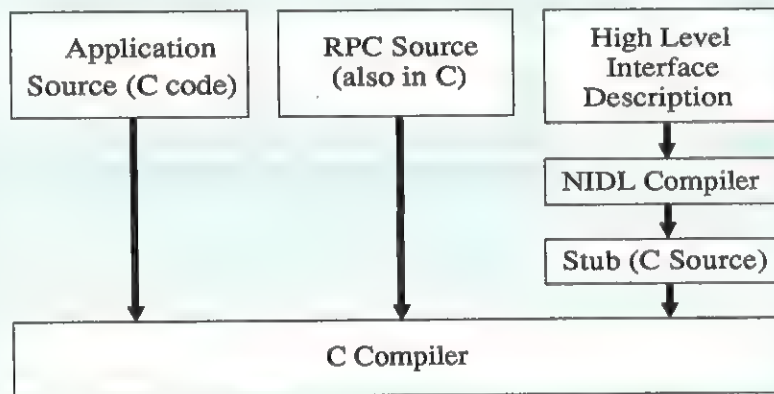 Application
Source (C code)
RPC Source
(also in C)
High Level
Interface
Description
NIDL Compiler
Stub (C Source)
C Compiler